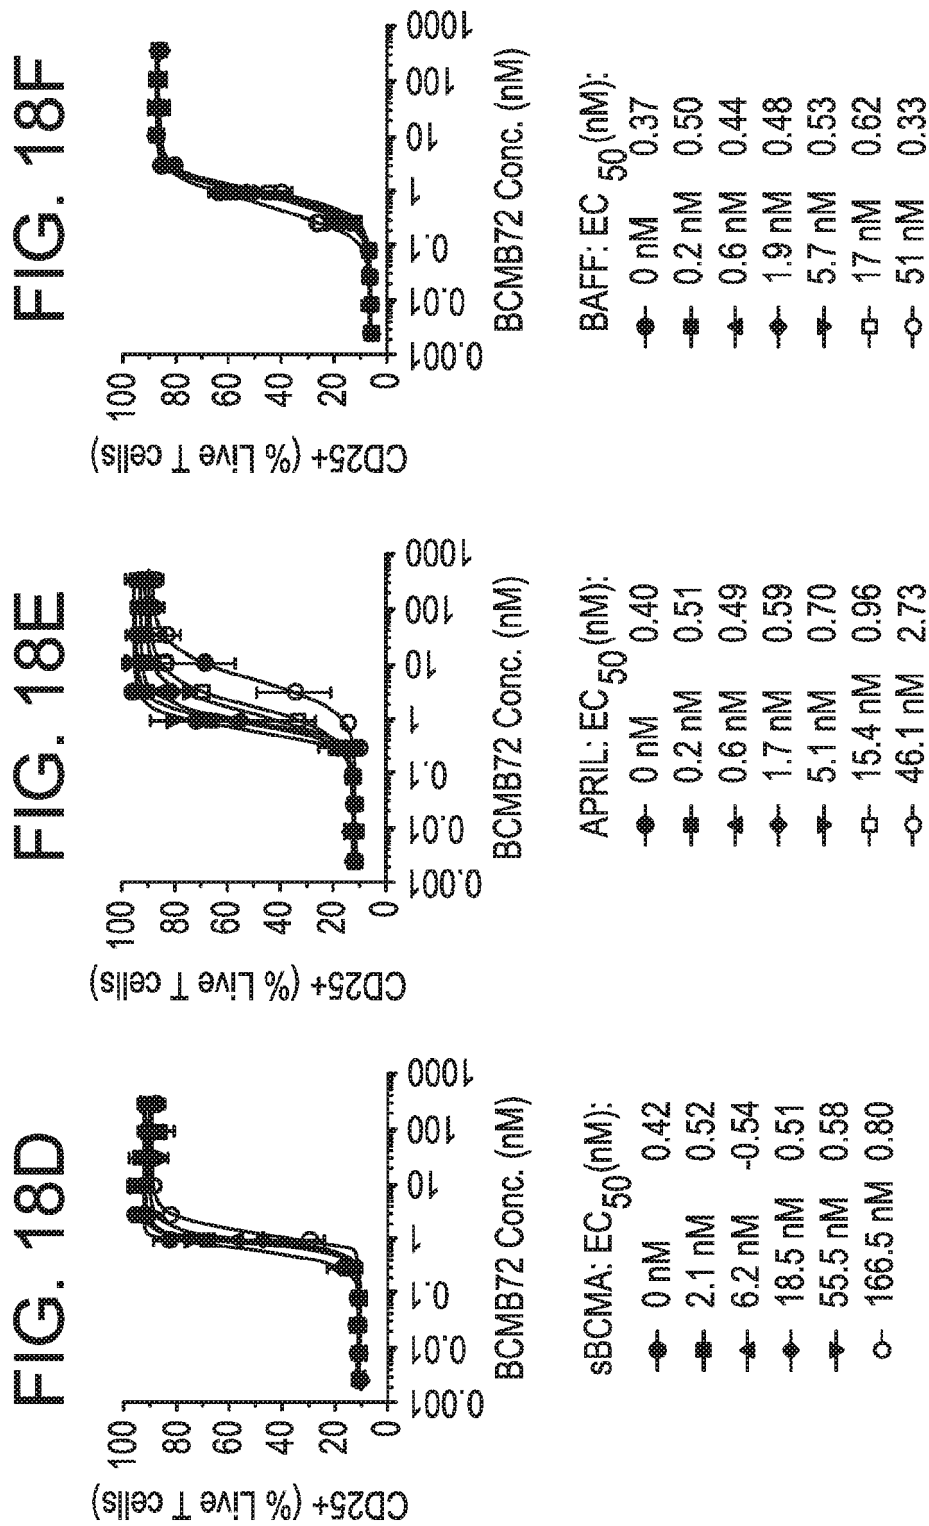 FIG. 18D
CD25+ (% Live T cells)
100
80
60
40
20
0
0.001
0.01
0.1
1
10
100
1000
BCMB72 Conc. (nM)
sBCMA: EC50(nM):
0 nM 0.42
2.1 nM 0.52
6.2 nM -0.54
18.5 nM 0.51
55.5 nM 0.58
166.5 nM 0.80
FIG. 18E
CD25+ (% Live T cells)
100
80
60
40
20
0
0.001
0.01
0.1
1
10
100
1000
BCMB72 Conc. (nM)
APRIL: EC50(nM):
0 nM 0.40
0.2 nM 0.51
0.6 nM 0.49
1.7 nM 0.59
5.1 nM 0.70
15.4 nM 0.96
46.1 nM 2.73
FIG. 18F
CD25+ (% Live T cells)
100
80
60
40
20
0
0.001
0.01
0.1
1
10
100
1000
BCMB72 Conc. (nM)
BAFF: EC50(nM):
0 nM 0.37
0.2 nM 0.50
0.6 nM 0.44
1.9 nM 0.48
5.7 nM 0.53
17 nM 0.62
51 nM 0.33